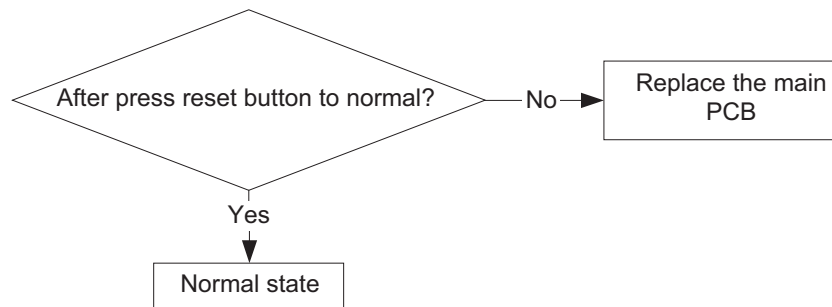 After press reset button to normal?
No
Replace the main
PCB
Yes
Normal state